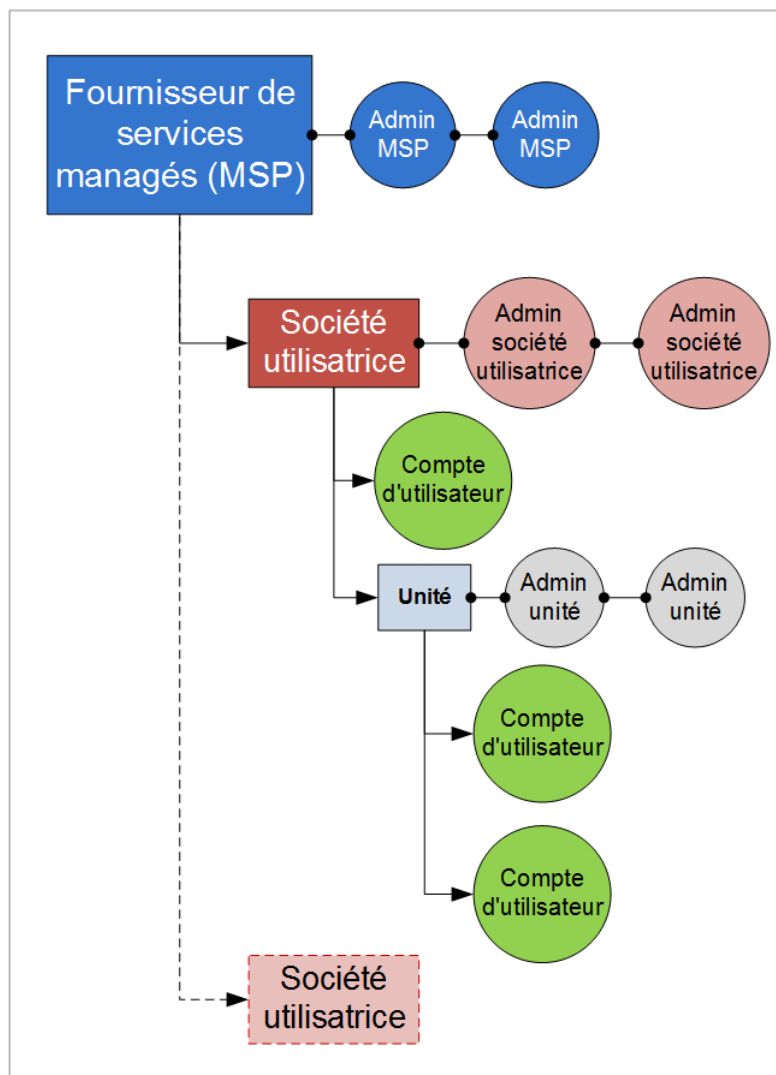 Fournisseur de
services
managés (MSP)
Admin
MSP
Admin
MSP
Société
utilisatrice
Admin
société
utilisatrice
Admin
société
utilisatrice
Compte
d'utilisateur
Unité
Admin
unité
Admin
unité
Compte
d'utilisateur
Compte
d'utilisateur
Société
utilisatrice